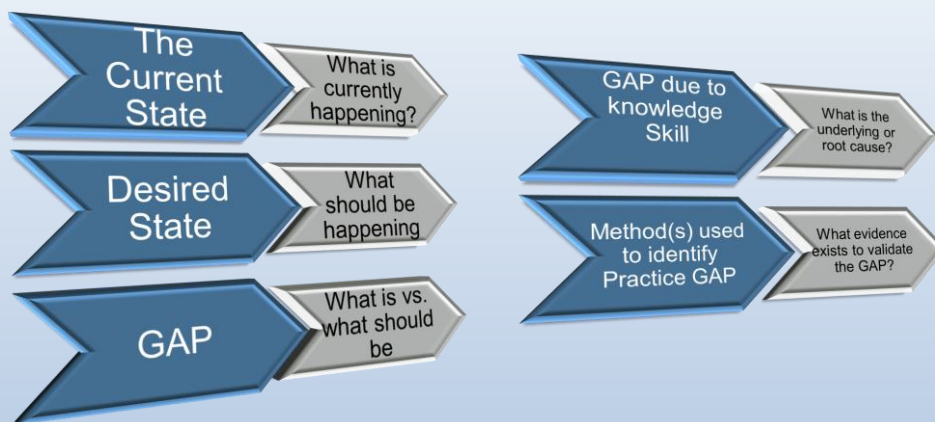 The
Current
State
What is
currently
happening?
Desired
State
What
should be
happening
GAP
What is vs.
what should
be
GAP due to
knowledge
Skill
What is the
underlying or
root cause?
Method(s) used
to identify
Practice GAP
What evidence
exists to validate
the GAP?